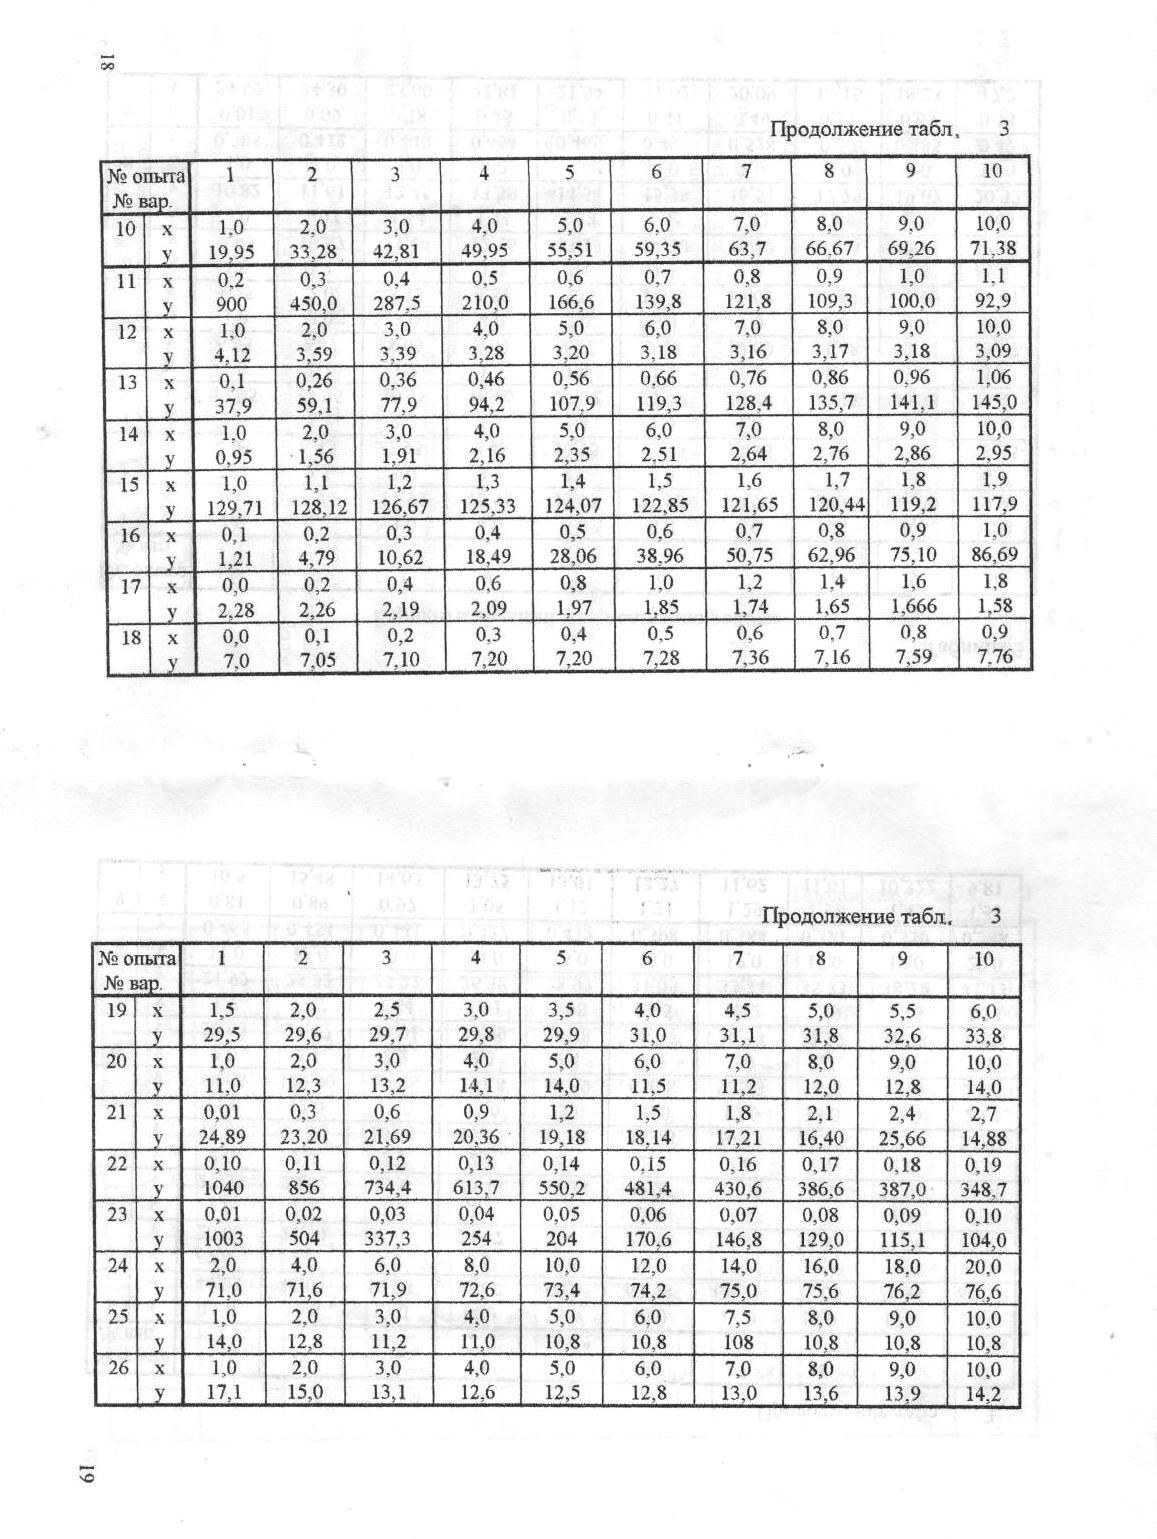 18
Продолжение табл. 3
№ опыта 1 2 3 4 5 6 7 8 9 10
№ вар.
10 x 1,0 2,0 3,0 4,0 5,0 6,0 7,0 8,0 9,0 10,0
y 19,95 33,28 42,81 49,95 55,51 59,35 63,7 66,67 69,26 71,38
11 x 0,2 0,3 0,4 0,5 0,6 0,7 0,8 0,9 1,0 1,1
y 900 450,0 287,5 210,0 166,6 139,8 121,8 109,3 100,0 92,9
12 x 1,0 2,0 3,0 4,0 5,0 6,0 7,0 8,0 9,0 10,0
y 4,12 3,59 3,39 3,28 3,20 3,18 3,16 3,17 3,18 3,09
13 x 0,1 0,26 0,36 0,46 0,56 0,66 0,76 0,86 0,96 1,06
y 37,9 59,1 77,9 94,2 107,9 119,3 128,4 135,7 141,1 145,0
14 x 1,0 2,0 3,0 4,0 5,0 6,0 7,0 8,0 9,0 10,0
y 0,95 1,56 1,91 2,16 2,35 2,51 2,64 2,76 2,86 2,95
15 x 1,0 1,1 1,2 1,3 1,4 1,5 1,6 1,7 1,8 1,9
y 129,71 128,12 126,67 125,33 124,07 122,85 121,65 120,44 119,2 117,9
16 x 0,1 0,2 0,3 0,4 0,5 0,6 0,7 0,8 0,9 1,0
y 1,21 4,79 10,62 18,49 28,06 38,96 50,75 62,96 75,10 86,69
17 x 0,0 0,2 0,4 0,6 0,8 1,0 1,2 1,4 1,6 1,8
y 2,28 2,26 2,19 2,09 1,97 1,85 1,74 1,65 1,666 1,58
18 x 0,0 0,1 0,2 0,3 0,4 0,5 0,6 0,7 0,8 0,9
y 7,0 7,05 7,10 7,20 7,20 7,28 7,36 7,16 7,59 7,76
Продолжение табл. 3
№ опыта 1 2 3 4 5 6 7 8 9 10
№ вар.
19 x 1,5 2,0 2,5 3,0 3,5 4,0 4,5 5,0 5,5 6,0
y 29,5 29,6 29,7 29,8 29,9 31,0 31,1 31,8 32,6 33,8
20 x 1,0 2,0 3,0 4,0 5,0 6,0 7,0 8,0 9,0 10,0
y 11,0 12,3 13,2 14,1 14,0 11,5 11,2 12,0 12,8 14,0
21 x 0,01 0,3 0,6 0,9 1,2 1,5 1,8 2,1 2,4 2,7
y 24,89 23,20 21,69 20,36 19,18 18,14 17,21 16,40 25,66 14,88
22 x 0,10 0,11 0,12 0,13 0,14 0,15 0,16 0,17 0,18 0,19
y 1040 856 734,4 613,7 550,2 481,4 430,6 386,6 387,0 348,7
23 x 0,01 0,02 0,03 0,04 0,05 0,06 0,07 0,08 0,09 0,10
y 1003 504 337,3 254 204 170,6 146,8 129,0 115,1 104,0
24 x 2,0 4,0 6,0 8,0 10,0 12,0 14,0 16,0 18,0 20,0
y 71,0 71,6 71,9 72,6 73,4 74,2 75,0 75,6 76,2 76,6
25 x 1,0 2,0 3,0 4,0 5,0 6,0 7,5 8,0 9,0 10,0
y 14,0 12,8 11,2 11,0 10,8 10,8 108 10,8 10,8 10,8
26 x 1,0 2,0 3,0 4,0 5,0 6,0 7,0 8,0 9,0 10,0
y 17,1 15,0 13,1 12,6 12,5 12,8 13,0 13,6 13,9 14,2
19